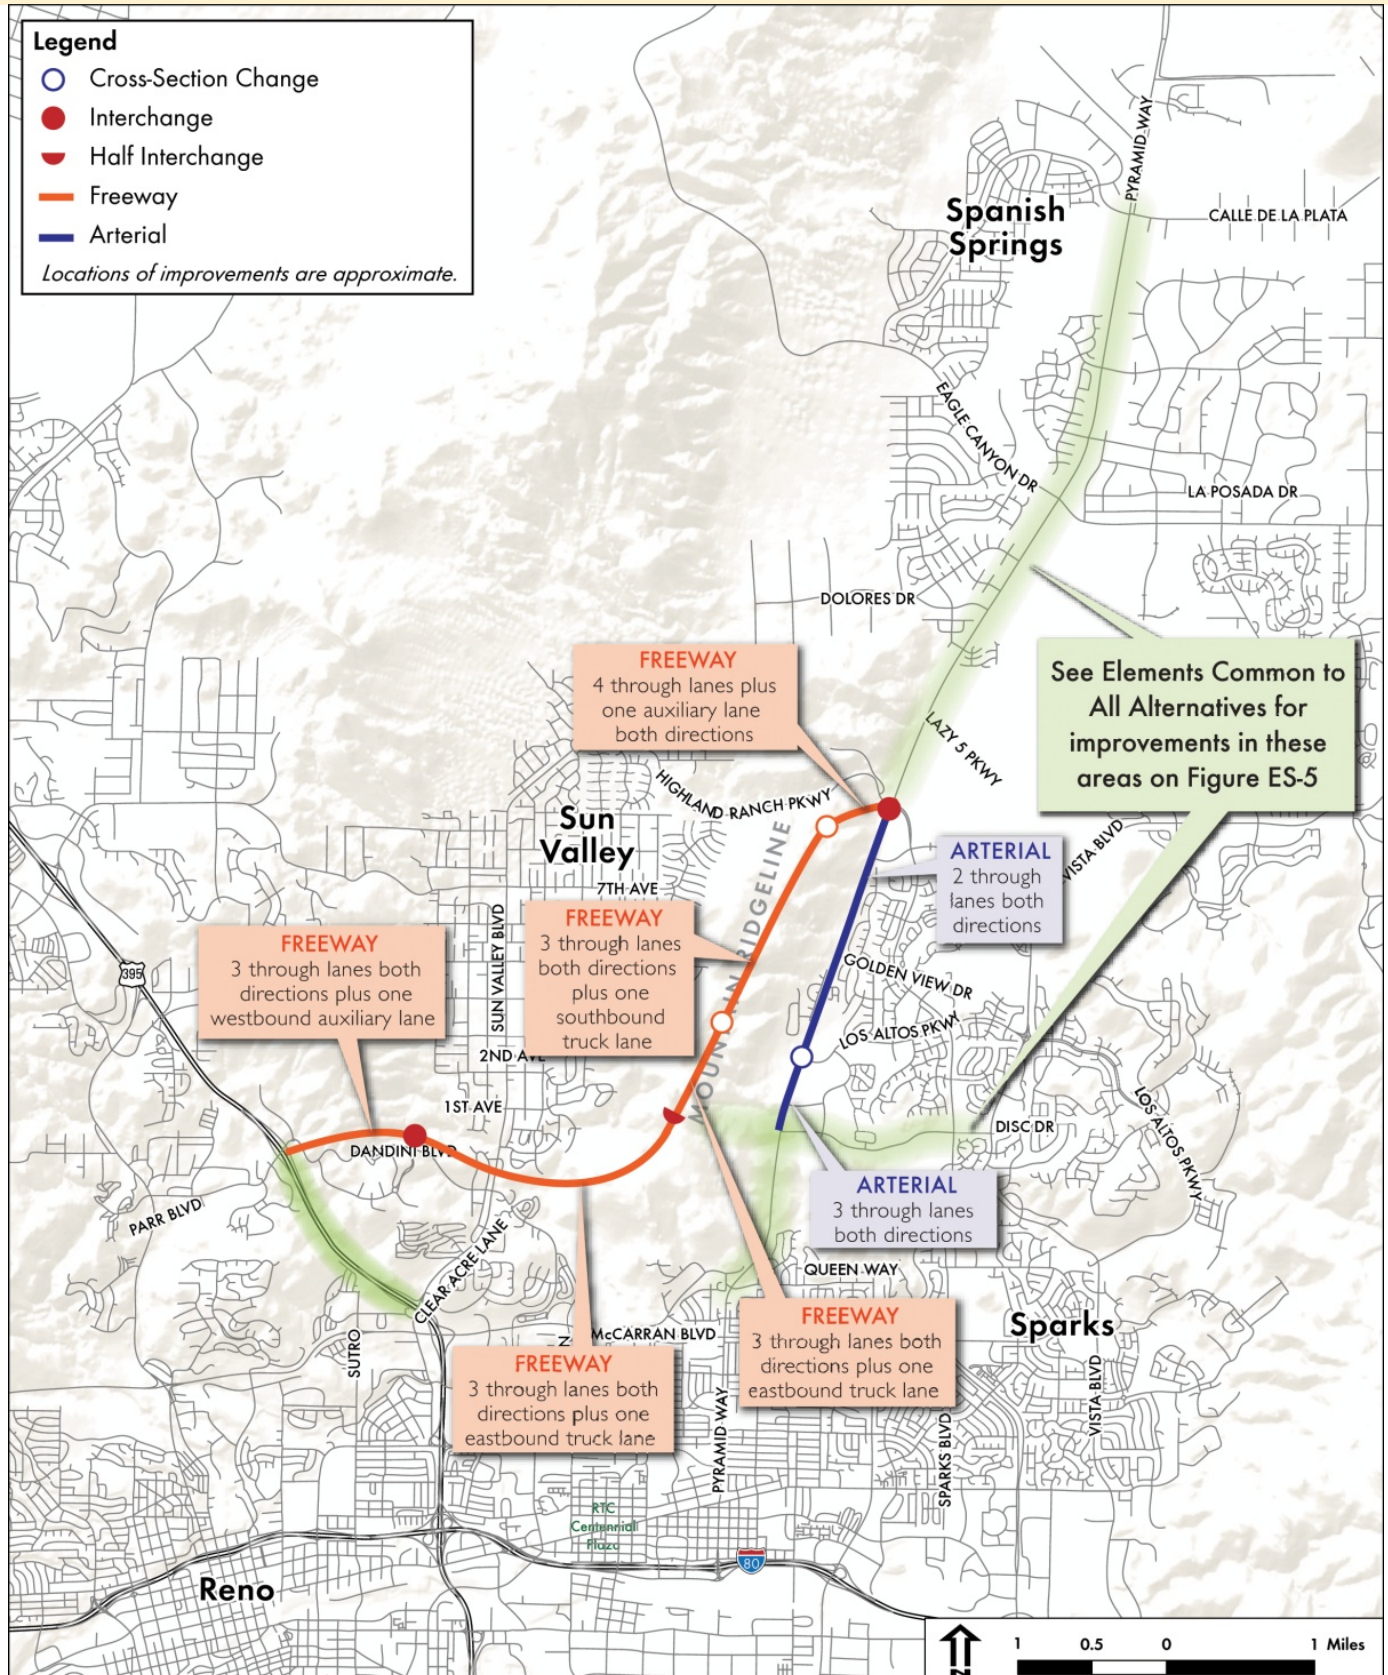 Legend
Cross-Section Change
Interchange
Half Interchange
Freeway
Arterial
Locations of improvements are approximate.
PYRAMID WAY
Spanish
Springs
CALLE DE LA PLATA
EAGLE CANYON DR
LA POSADA DR
DOLORES DR
FREEWAY
4 through lanes plus
one auxiliary lane
both directions
See Elements Common to
All Alternatives for
improvements in these
areas on Figure ES-5
LAZY 5 PKWY
HIGHLAND RANCH PKWY
Sun
Valley
7TH AVE
MOUNTAIN RIDGELINE
ARTERIAL
2 through
lanes both
directions
VISTA BLVD
FREEWAY
3 through lanes
both directions
plus one
southbound
truck lane
SUN VALLEY BLVD
FREEWAY
3 through lanes both
directions plus one
westbound auxiliary lane
395
GOLDEN VIEW DR
LOS ALTOS PKWY
2ND AVE
1ST AVE
DANDINI BLVD
DISC DR
LOS ALTOS PKWY
ARTERIAL
3 through lanes
both directions
PARR BLVD
CLEAR ACRE LANE
QUEEN WAY
SUTRO
N McCARRAN BLVD
FREEWAY
3 through lanes both
directions plus one
eastbound truck lane
FREEWAY
3 through lanes both
directions plus one
eastbound truck lane
Sparks
VISTA BLVD
PYRAMID WAY
SPARKS BLVD
RTC
Centennial
Plaza
80
Reno
N
1 0.5 0 1 Miles